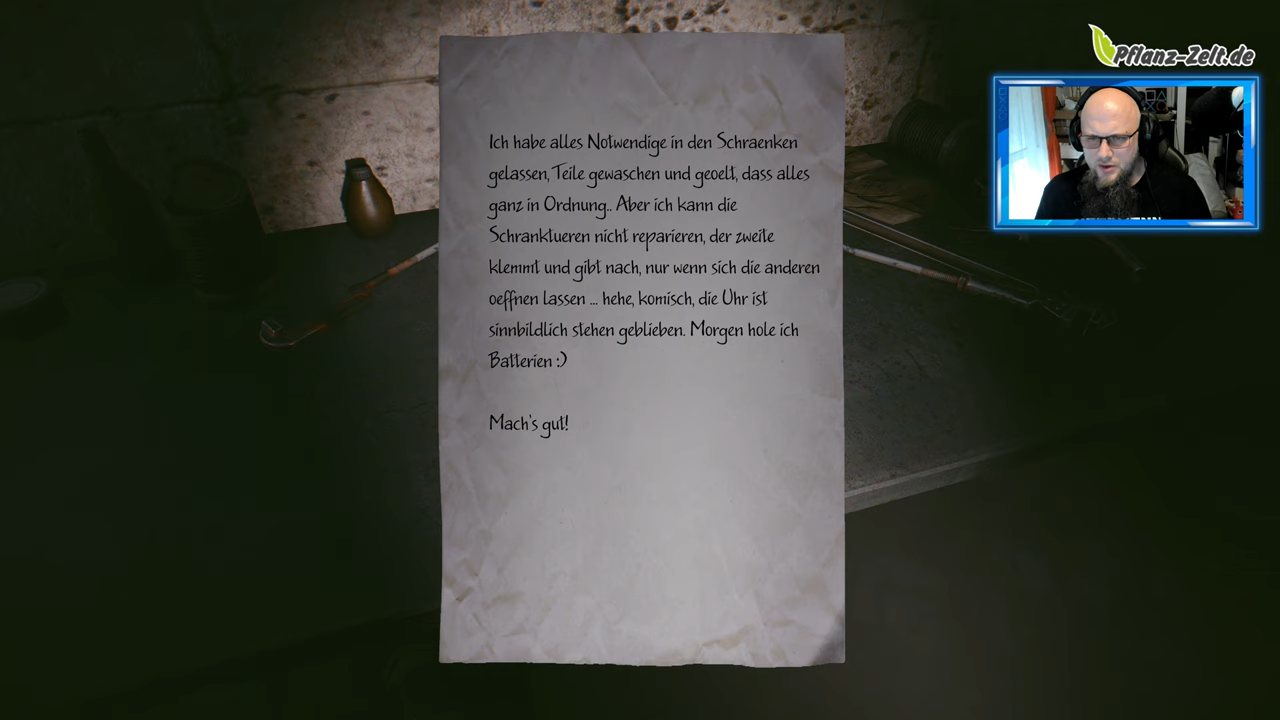 Pflanz-Zelt.de
Ich habe alles Notwendige in den Schraenken
gelassen, Teile gewaschen und geoelt, dass alles
ganz in Ordnung.. Aber ich kann die
Schranktueren nicht reparieren, der zweite
klemmt und gibt nach, nur wenn sich die anderen
oeffnen lassen ... hehe, komisch, die Uhr ist
sinnbildlich stehen geblieben. Morgen hole ich
Batterien :)
Mach's gut!